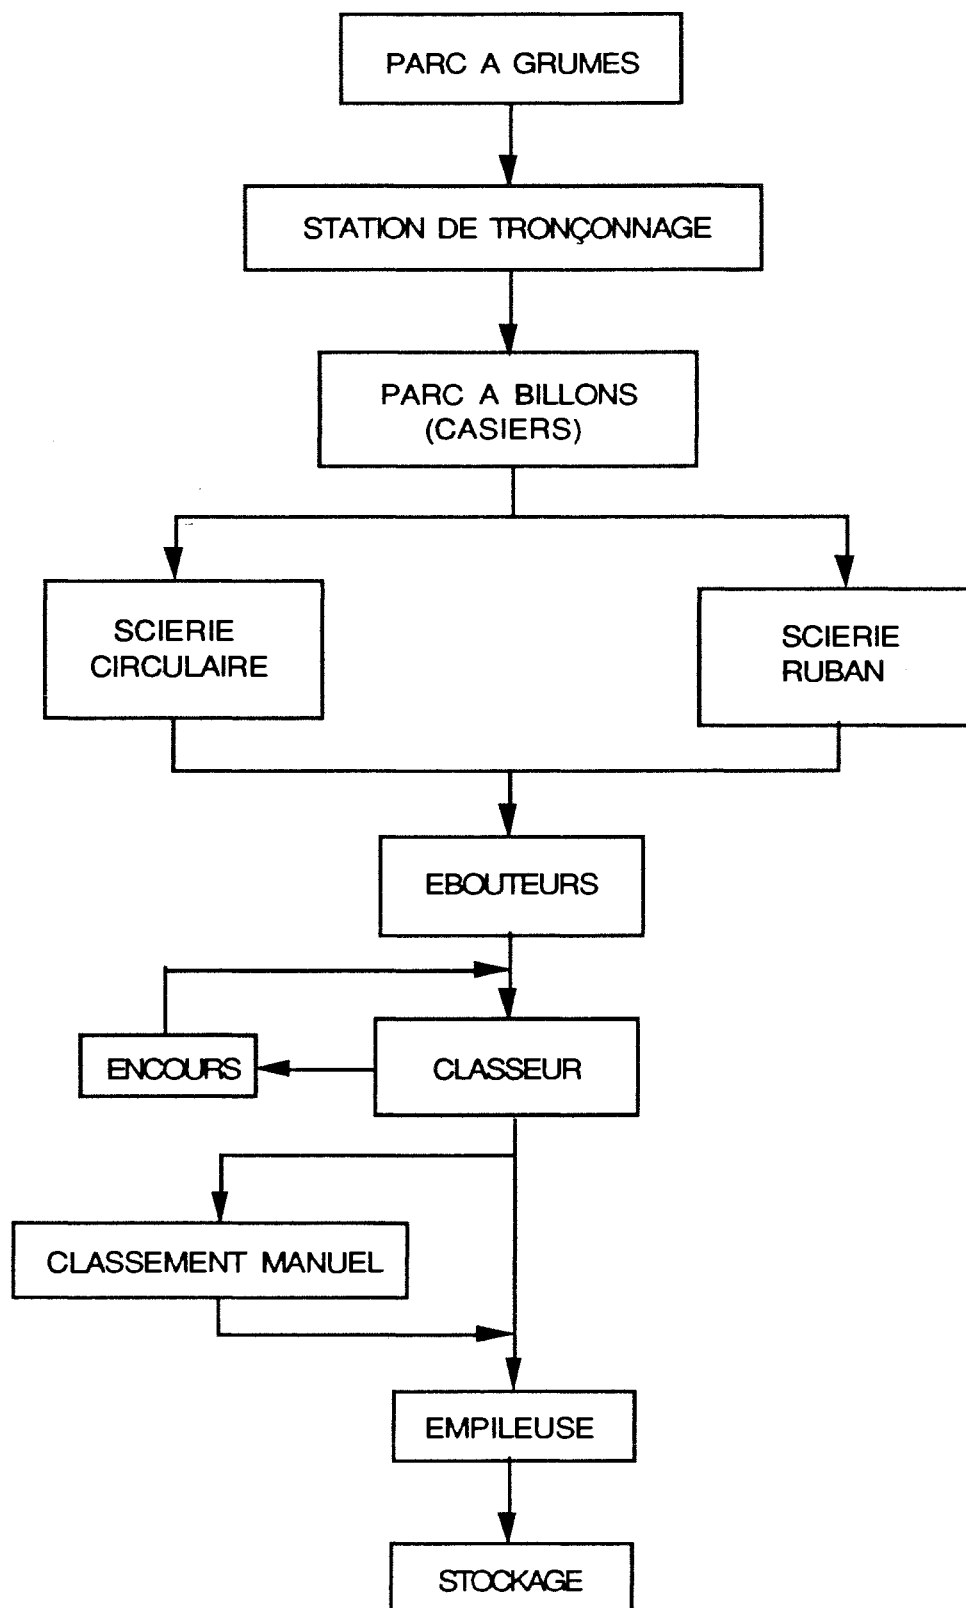 PARC A GRUMES
STATION DE TRONÇONNAGE
PARC A BILLONS
(CASIERS)
SCIERIE
CIRCULAIRE
SCIERIE
RUBAN
EBOUTEURS
ENCOURS
CLASSEUR
CLASSEMENT MANUEL
EMPILEUSE
STOCKAGE